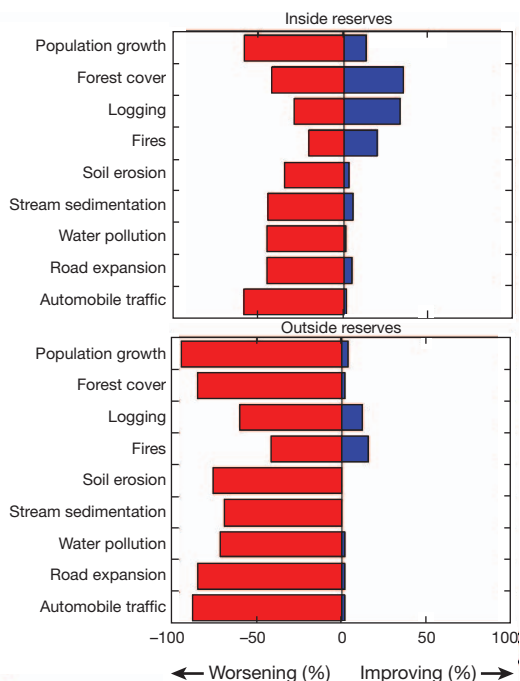 Inside reserves
Population growth
Forest cover
Logging
Fires
Soil erosion
Stream sedimentation
Water pollution
Road expansion
Automobile traffic
Outside reserves
Population growth
Forest cover
Logging
Fires
Soil erosion
Stream sedimentation
Water pollution
Road expansion
Automobile traffic
–100 –50 0 50 100
← Worsening (%) Improving (%) →